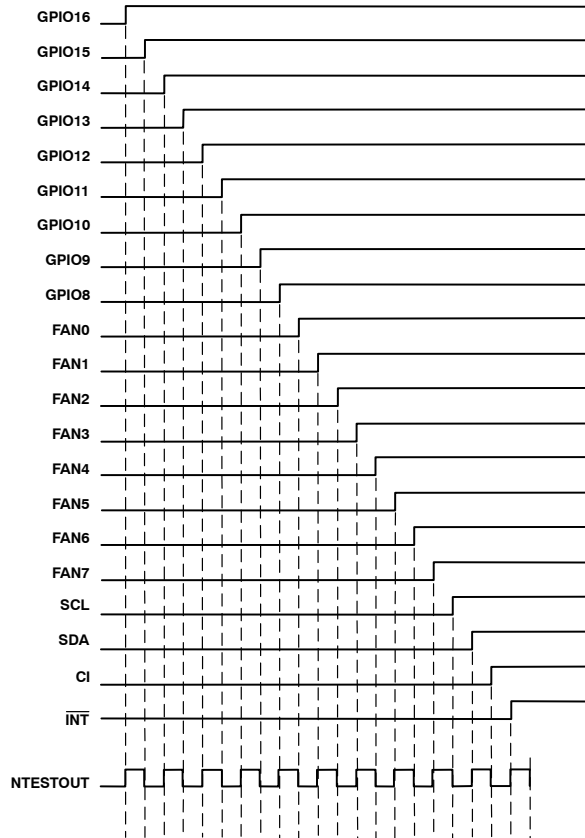 GPIO16
GPIO15
GPIO14
GPIO13
GPIO12
GPIO11
GPIO10
GPIO9
GPIO8
FAN0
FAN1
FAN2
FAN3
FAN4
FAN5
FAN6
FAN7
SCL
SDA
CI
INT
NTESTOUT